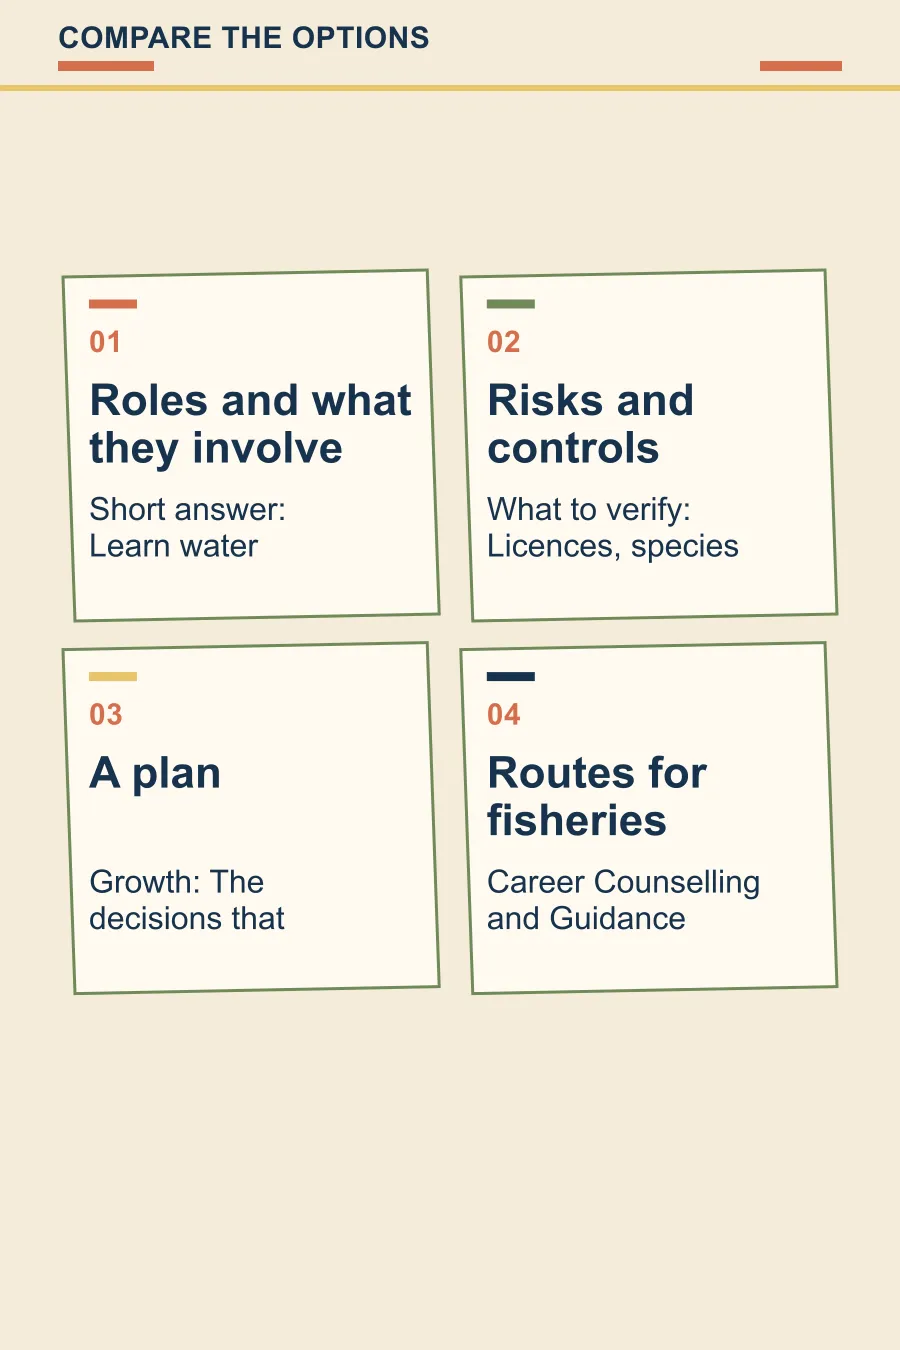 COMPARE THE OPTIONS
01
Roles and what
they involve
Short answer:
Learn water
02
Risks and
controls
What to verify:
Licences, species
03
A plan
Growth: The
decisions that
04
Routes for
fisheries
Career Counselling
and Guidance